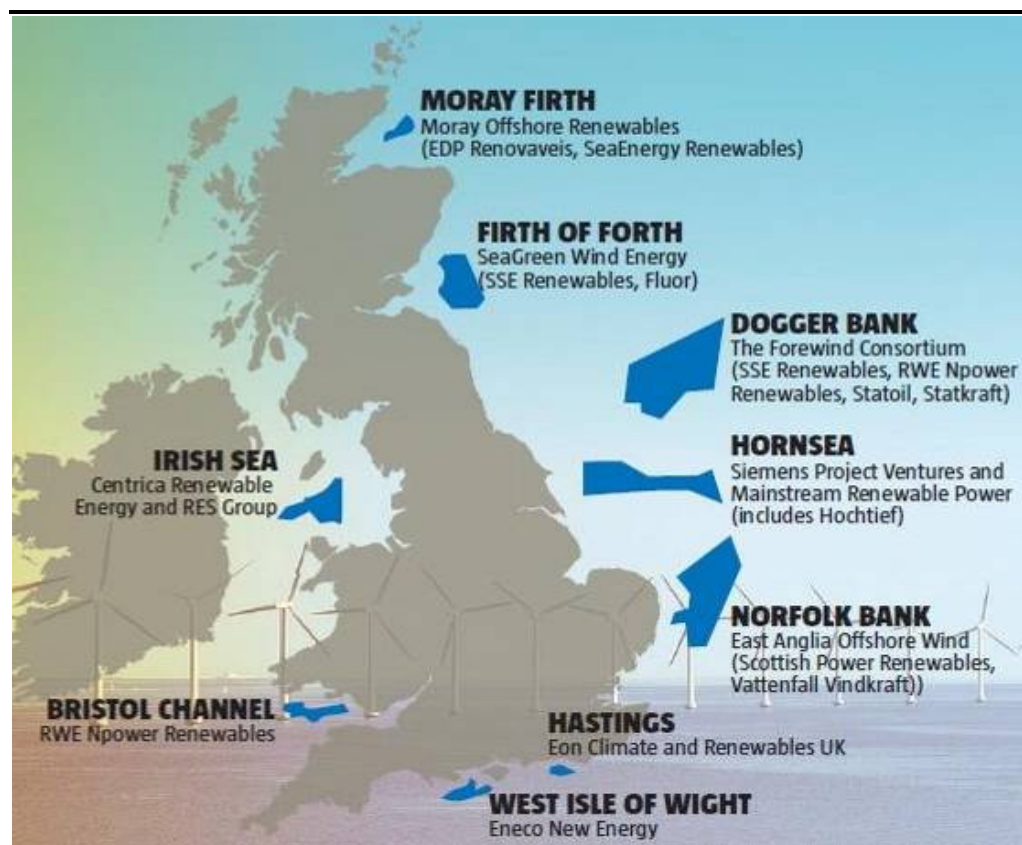 MORAY FIRTH
Moray Offshore Renewables
(EDP Renovaveis, SeaEnergy Renewables)
FIRTH OF FORTH
SeaGreen Wind Energy
(SSE Renewables, Fluor)
DOGGER BANK
The Forewind Consortium
(SSE Renewables, RWE Npower
Renewables, Statoil, Statkraft)
IRISH SEA
Centrica Renewable
Energy and RES Group
HORNSEA
Siemens Project Ventures and
Mainstream Renewable Power
(includes Hochtief)
NORFOLK BANK
East Anglia Offshore Wind
(Scottish Power Renewables,
Vattenfall Vindkraft))
BRISTOL CHANNEL
RWE Npower Renewables
HASTINGS
Eon Climate and Renewables UK
WEST ISLE OF WIGHT
Eneco New Energy